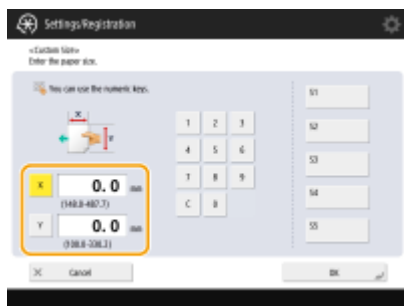 Settings/Registration
<Custom Size>
Enter the paper size.
You can use the numeric keys.
X
Y
1 2 3
4 5 6
7 8 9
C 0
X 0. 0 mm
(148.0-487.7)
Y 0. 0 mm
(100.0-330.2)
S1
S2
S3
S4
S5
Cancel
OK